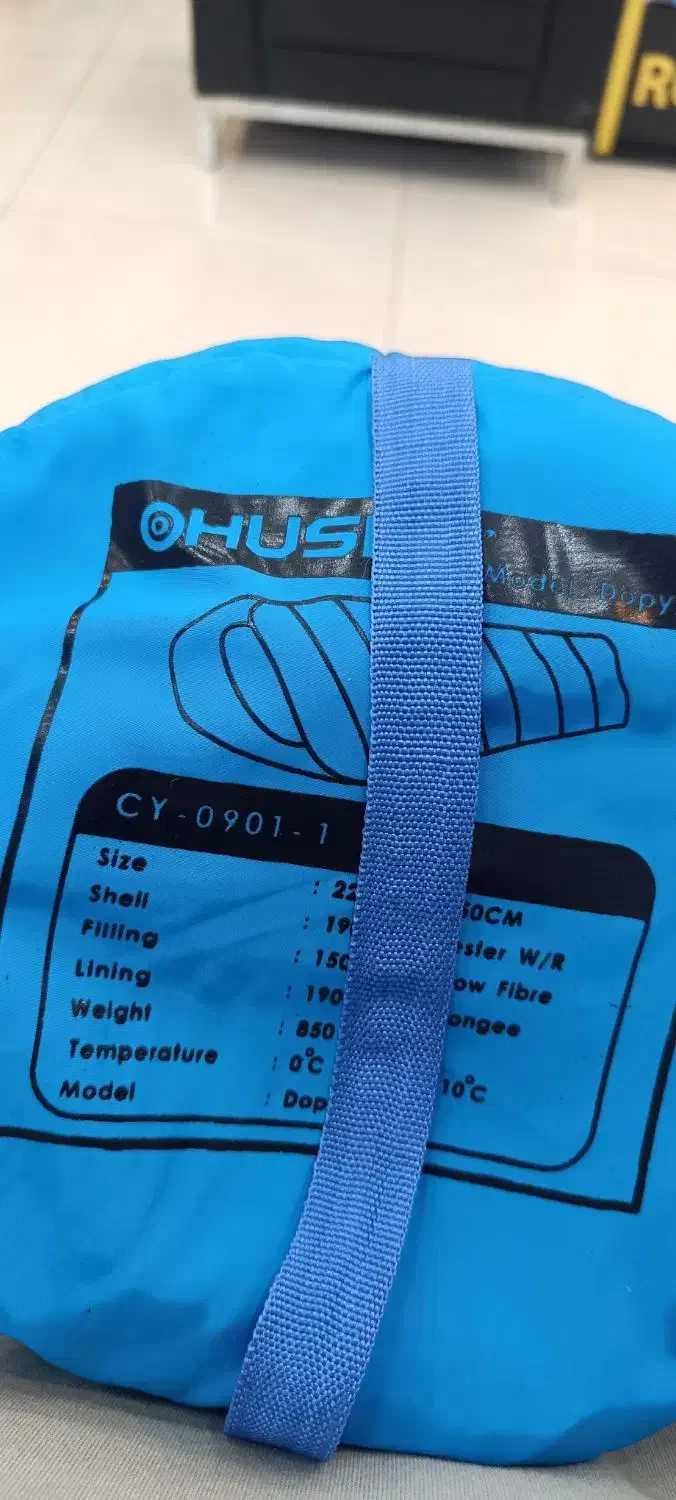 HUS
Model Dopy
CY-0901-1
Size : 22 50CM
Shell : 19 ester W/R
Filling : 150 ow Fibre
Lining : 190 ongee
Weight : 850
Temperature : 0°C 10°C
Model : Dop
R